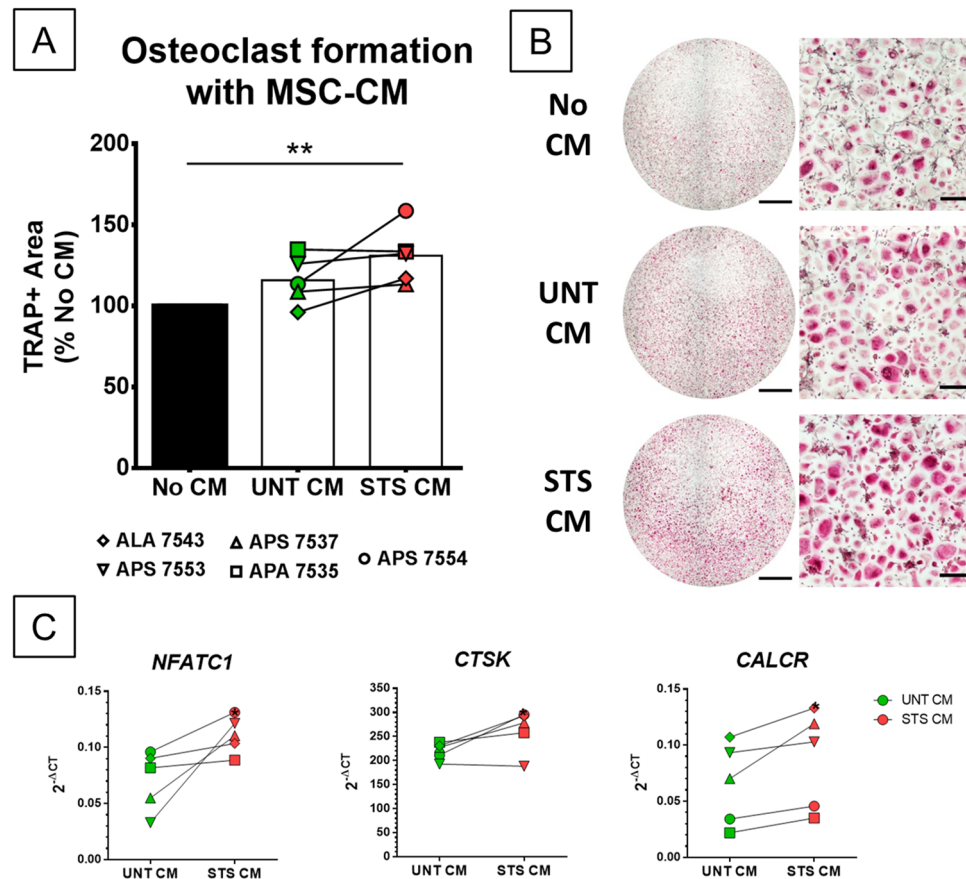 A
Osteoclast formation
with MSC-CM
**
TRAP+ Area
(% No CM)
200
150
100
50
0
No CM UNT CM STS CM
ALA 7543 APS 7537 APS 7554
APS 7553 APA 7535
B
No
CM
UNT
CM
STS
CM
C
NFATC1
2^-ΔCT
0.15
0.10
0.05
0.00
*
UNT CM STS CM
CTSK
2^-ΔCT
350
300
250
200
150
100
50
0
*
UNT CM STS CM
CALCR
2^-ΔCT
0.15
0.10
0.05
0.00
*
UNT CM STS CM
UNT CM
STS CM